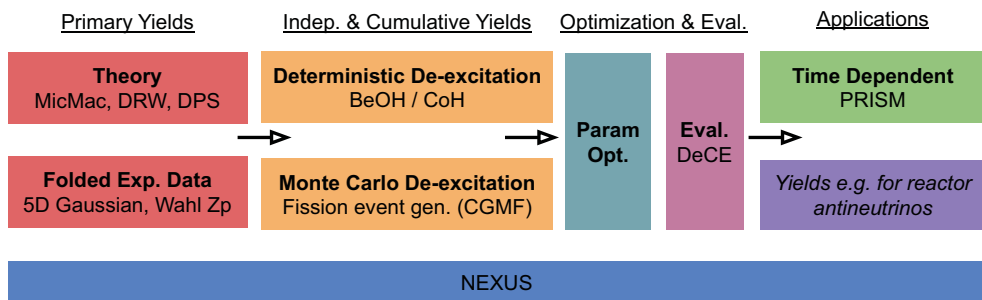 Primary Yields
Indep. & Cumulative Yields
Optimization & Eval.
Applications
Theory
MicMac, DRW, DPS
Folded Exp. Data
5D Gaussian, Wahl Zp
Deterministic De-excitation
BeOH / CoH
Monte Carlo De-excitation
Fission event gen. (CGMF)
Param
Opt.
Eval.
DeCE
Time Dependent
PRISM
Yields e.g. for reactor
antineutrinos
NEXUS